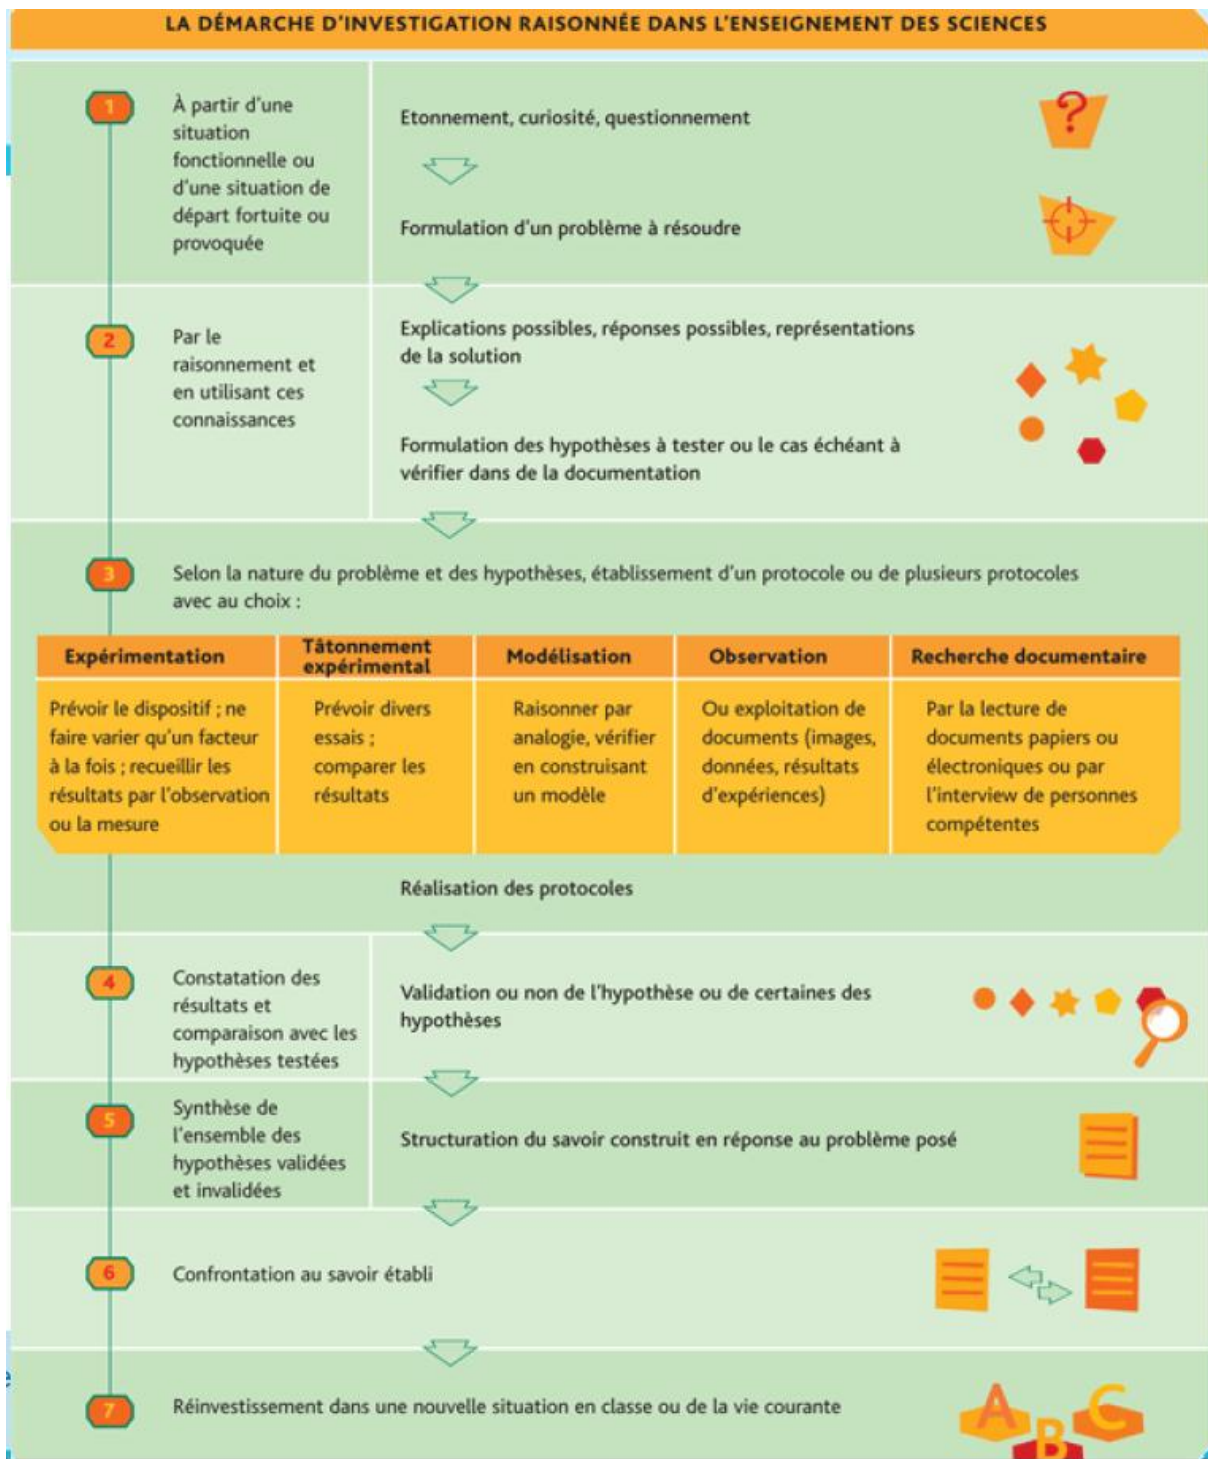 LA DÉMARCHE D'INVESTIGATION RAISONNÉE DANS L'ENSEIGNEMENT DES SCIENCES
1
À partir d'une
situation
fonctionnelle ou
d'une situation de
départ fortuite ou
provoquée
Etonnement, curiosité, questionnement
?
Formulation d'un problème à résoudre
2
Par le
raisonnement et
en utilisant ces
connaissances
Explications possibles, réponses possibles, représentations
de la solution
Formulation des hypothèses à tester ou le cas échéant à
vérifier dans de la documentation
3
Selon la nature du problème et des hypothèses, établissement d'un protocole ou de plusieurs protocoles
avec au choix :
Expérimentation
Prévoir le dispositif ; ne
faire varier qu'un facteur
à la fois ; recueillir les
résultats par l'observation
ou la mesure
Tâtonnement
expérimental
Prévoir divers
essais ;
comparer les
résultats
Modélisation
Raisonner par
analogie, vérifier
en construisant
un modèle
Observation
Ou exploitation de
documents (images,
données, résultats
d'expériences)
Recherche documentaire
Par la lecture de
documents papiers ou
électroniques ou par
l'interview de personnes
compétentes
Réalisation des protocoles
4
Constatation des
résultats et
comparaison avec les
hypothèses testées
Validation ou non de l'hypothèse ou de certaines des
hypothèses
5
Synthèse de
l'ensemble des
hypothèses validées
et invalidées
Structuration du savoir construit en réponse au problème posé
6
Confrontation au savoir établi
7
Réinvestissement dans une nouvelle situation en classe ou de la vie courante
A
B
C